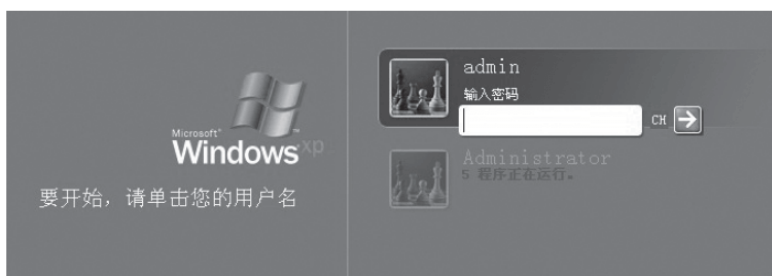 Microsoft®
Windows xp
要开始，请单击您的用户名
admin
输入密码
CH
Administrator
5 程序正在运行。